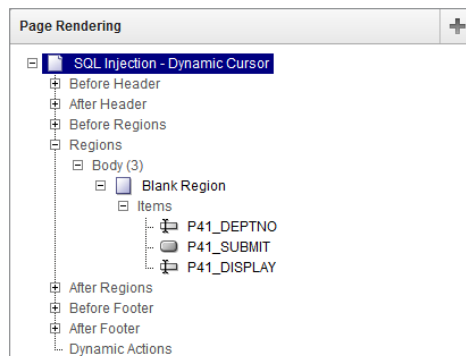 Page Rendering
SQL Injection - Dynamic Cursor
Before Header
After Header
Before Regions
Regions
Body (3)
Blank Region
Items
P41_DEPTNO
P41_SUBMIT
P41_DISPLAY
After Regions
Before Footer
After Footer
Dynamic Actions